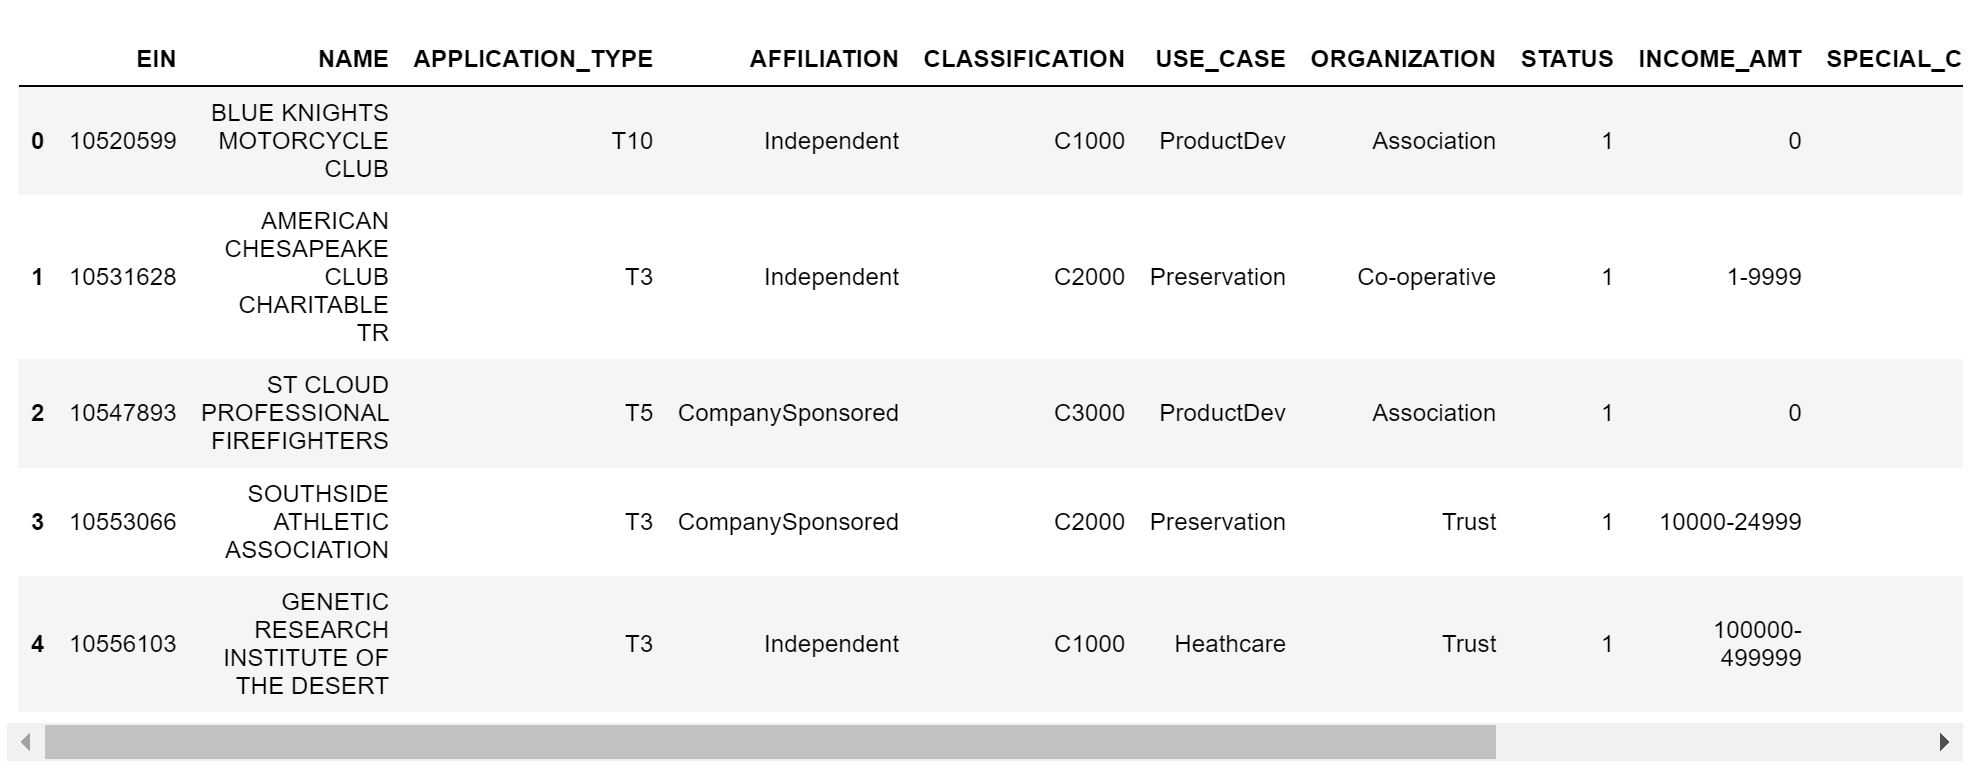 EIN NAME APPLICATION_TYPE AFFILIATION CLASSIFICATION USE_CASE ORGANIZATION STATUS INCOME_AMT SPECIAL_C
0 10520599 BLUE KNIGHTS MOTORCYCLE CLUB T10 Independent C1000 ProductDev Association 1 0
1 10531628 AMERICAN CHESAPEAKE CLUB CHARITABLE TR T3 Independent C2000 Preservation Co-operative 1 1-9999
2 10547893 ST CLOUD PROFESSIONAL FIREFIGHTERS T5 CompanySponsored C3000 ProductDev Association 1 0
3 10553066 SOUTHSIDE ATHLETIC ASSOCIATION T3 CompanySponsored C2000 Preservation Trust 1 10000-24999
4 10556103 GENETIC RESEARCH INSTITUTE OF THE DESERT T3 Independent C1000 Heathcare Trust 1 100000-499999